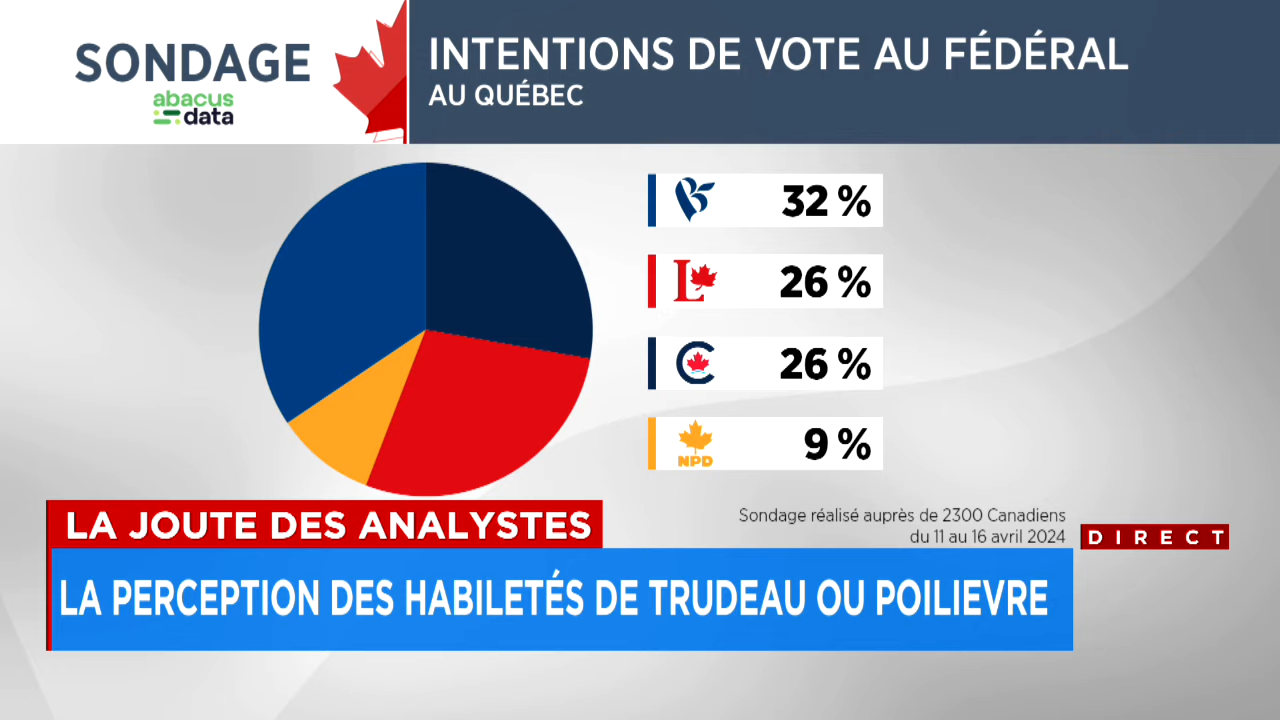 SONDAGE
abacus
data
INTENTIONS DE VOTE AU FÉDÉRAL
AU QUÉBEC
32 %
L
26 %
C
26 %
NPD
9 %
LA JOUTE DES ANALYSTES
Sondage réalisé auprès de 2300 Canadiens
du 11 au 16 avril 2024
DIRECT
LA PERCEPTION DES HABILETÉS DE TRUDEAU OU POILIEVRE